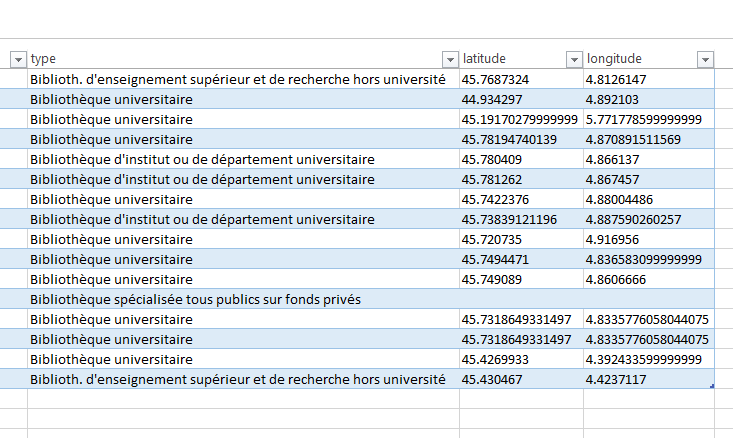 type latitude longitude
Biblioth. d'enseignement supérieur et de recherche hors université 45.7687324 4.8126147
Bibliothèque universitaire 44.934297 4.892103
Bibliothèque universitaire 45.19170279999999 5.771778599999999
Bibliothèque universitaire 45.78194740139 4.870891511569
Bibliothèque d'institut ou de département universitaire 45.780409 4.866137
Bibliothèque d'institut ou de département universitaire 45.781262 4.867457
Bibliothèque universitaire 45.7422376 4.88004486
Bibliothèque d'institut ou de département universitaire 45.73839121196 4.887590260257
Bibliothèque universitaire 45.720735 4.916956
Bibliothèque universitaire 45.7494471 4.836583099999999
Bibliothèque universitaire 45.749089 4.8606666
Bibliothèque spécialisée tous publics sur fonds privés
Bibliothèque universitaire 45.7318649331497 4.8335776058044075
Bibliothèque universitaire 45.7318649331497 4.8335776058044075
Bibliothèque universitaire 45.4269933 4.392433599999999
Biblioth. d'enseignement supérieur et de recherche hors université 45.430467 4.4237117